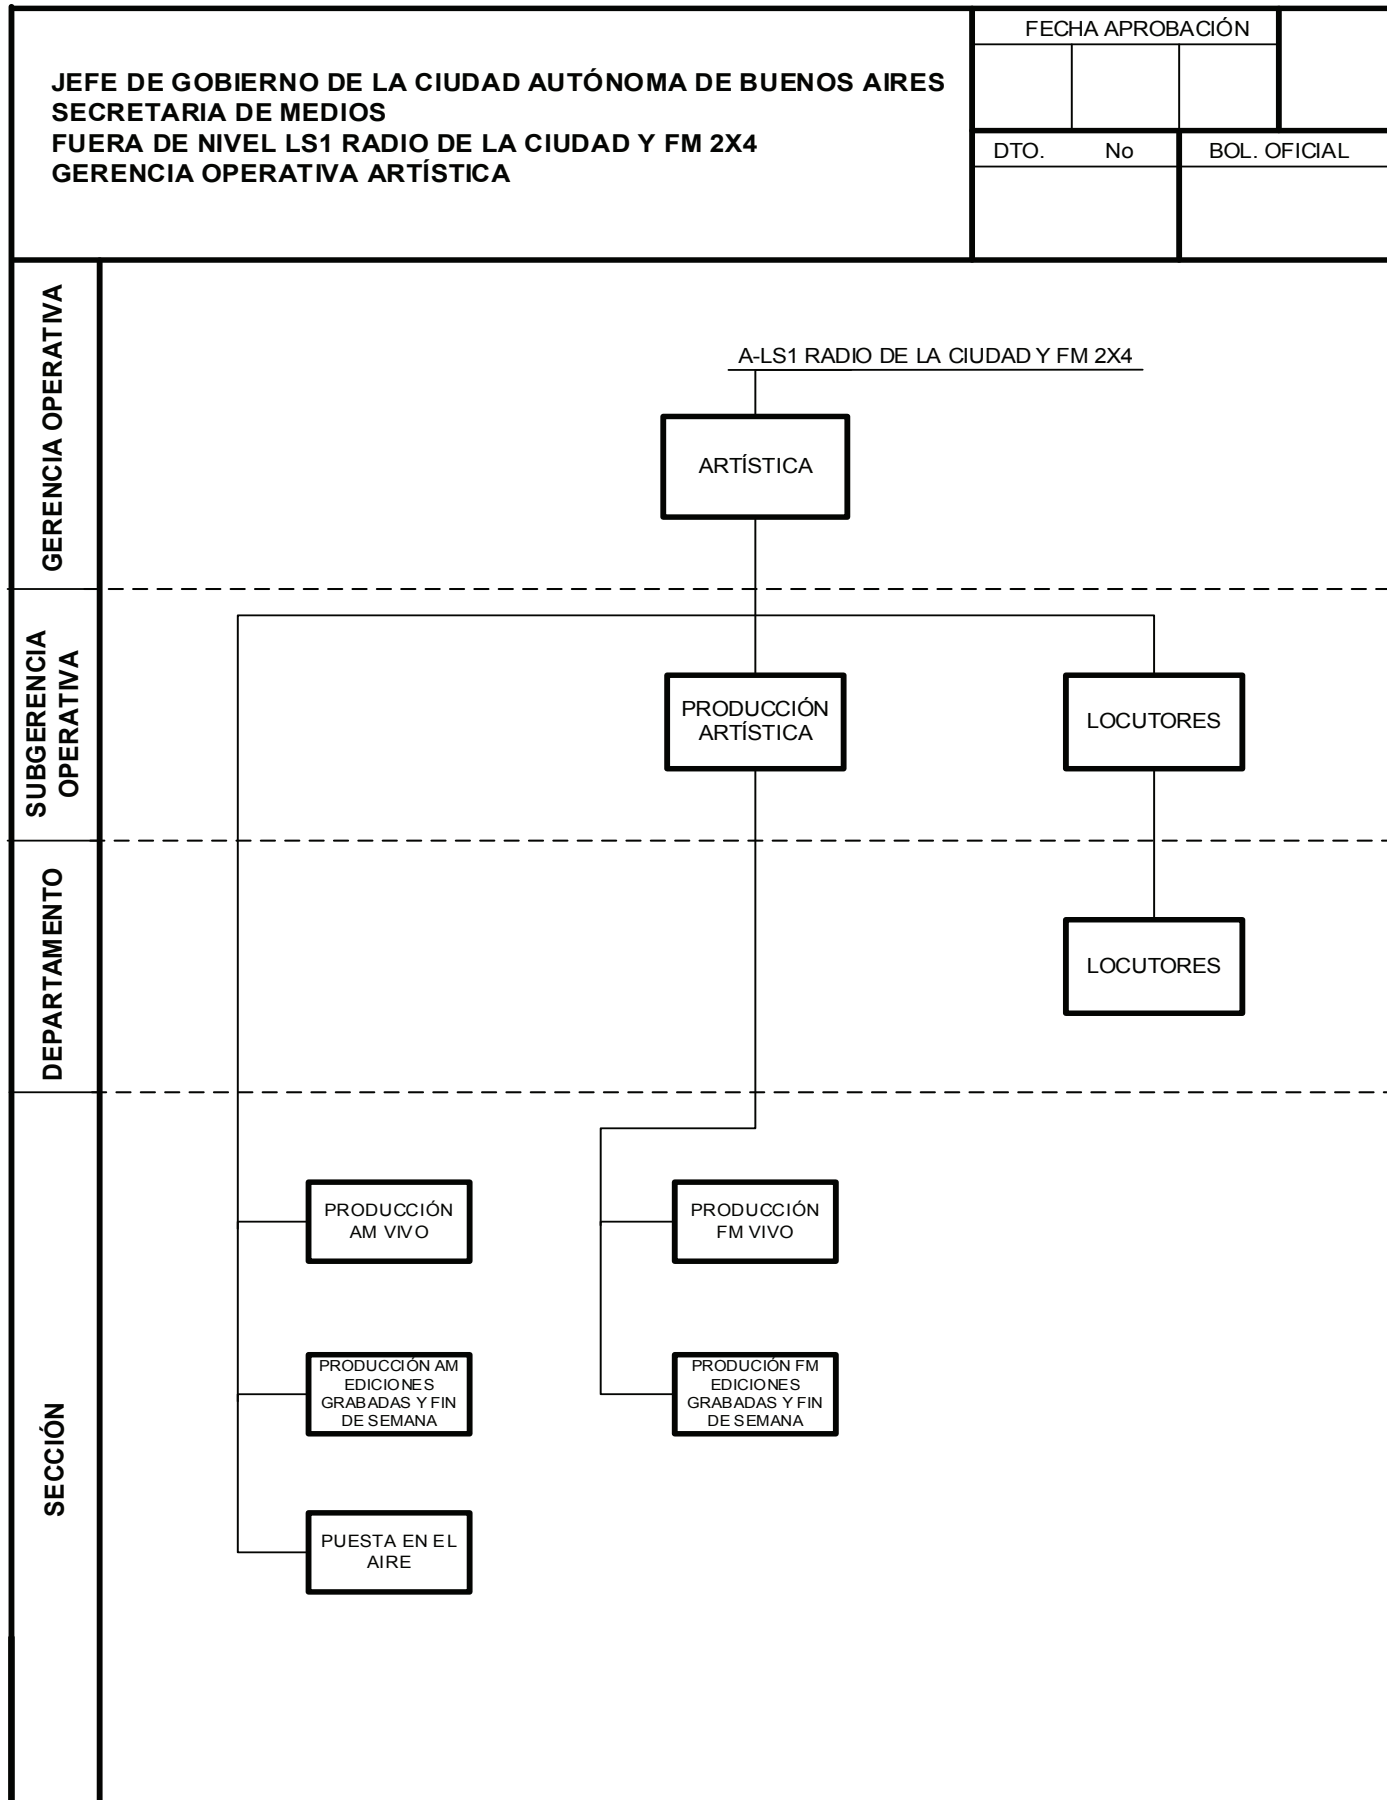 JEFE DE GOBIERNO DE LA CIUDAD AUTÓNOMA DE BUENOS AIRES
SECRETARIA DE MEDIOS
FUERA DE NIVEL LS1 RADIO DE LA CIUDAD Y FM 2X4
GERENCIA OPERATIVA ARTÍSTICA
FECHA APROBACIÓN
DTO. No
BOL. OFICIAL
GERENCIA OPERATIVA
A-LS1 RADIO DE LA CIUDAD Y FM 2X4
ARTÍSTICA
SUBGERENCIA
OPERATIVA
PRODUCCIÓN
ARTÍSTICA
LOCUTORES
DEPARTAMENTO
LOCUTORES
SECCIÓN
PRODUCCIÓN
AM VIVO
PRODUCCIÓN
FM VIVO
PRODUCCIÓN AM
EDICIONES
GRABADAS Y FIN
DE SEMANA
PRODUCIÓN FM
EDICIONES
GRABADAS Y FIN
DE SEMANA
PUESTA EN EL
AIRE